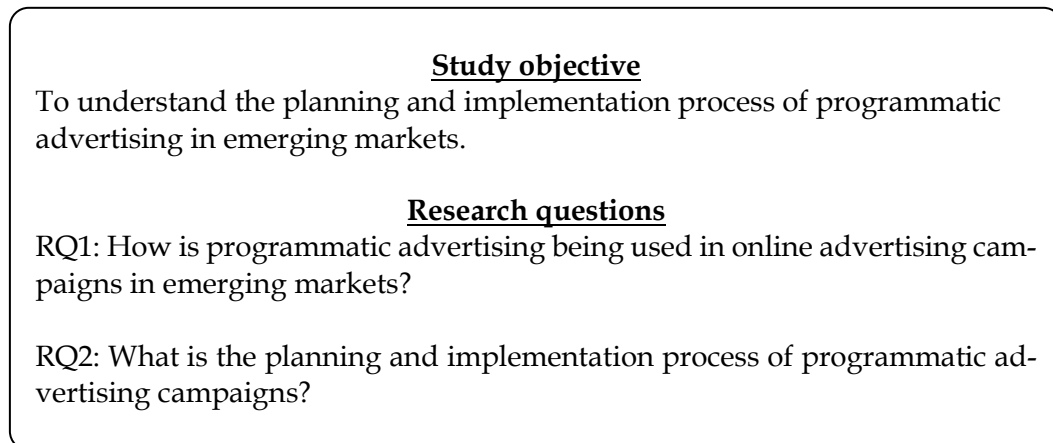 Study objective
To understand the planning and implementation process of programmatic
advertising in emerging markets.
Research questions
RQ1: How is programmatic advertising being used in online advertising cam-
paigns in emerging markets?
RQ2: What is the planning and implementation process of programmatic ad-
vertising campaigns?